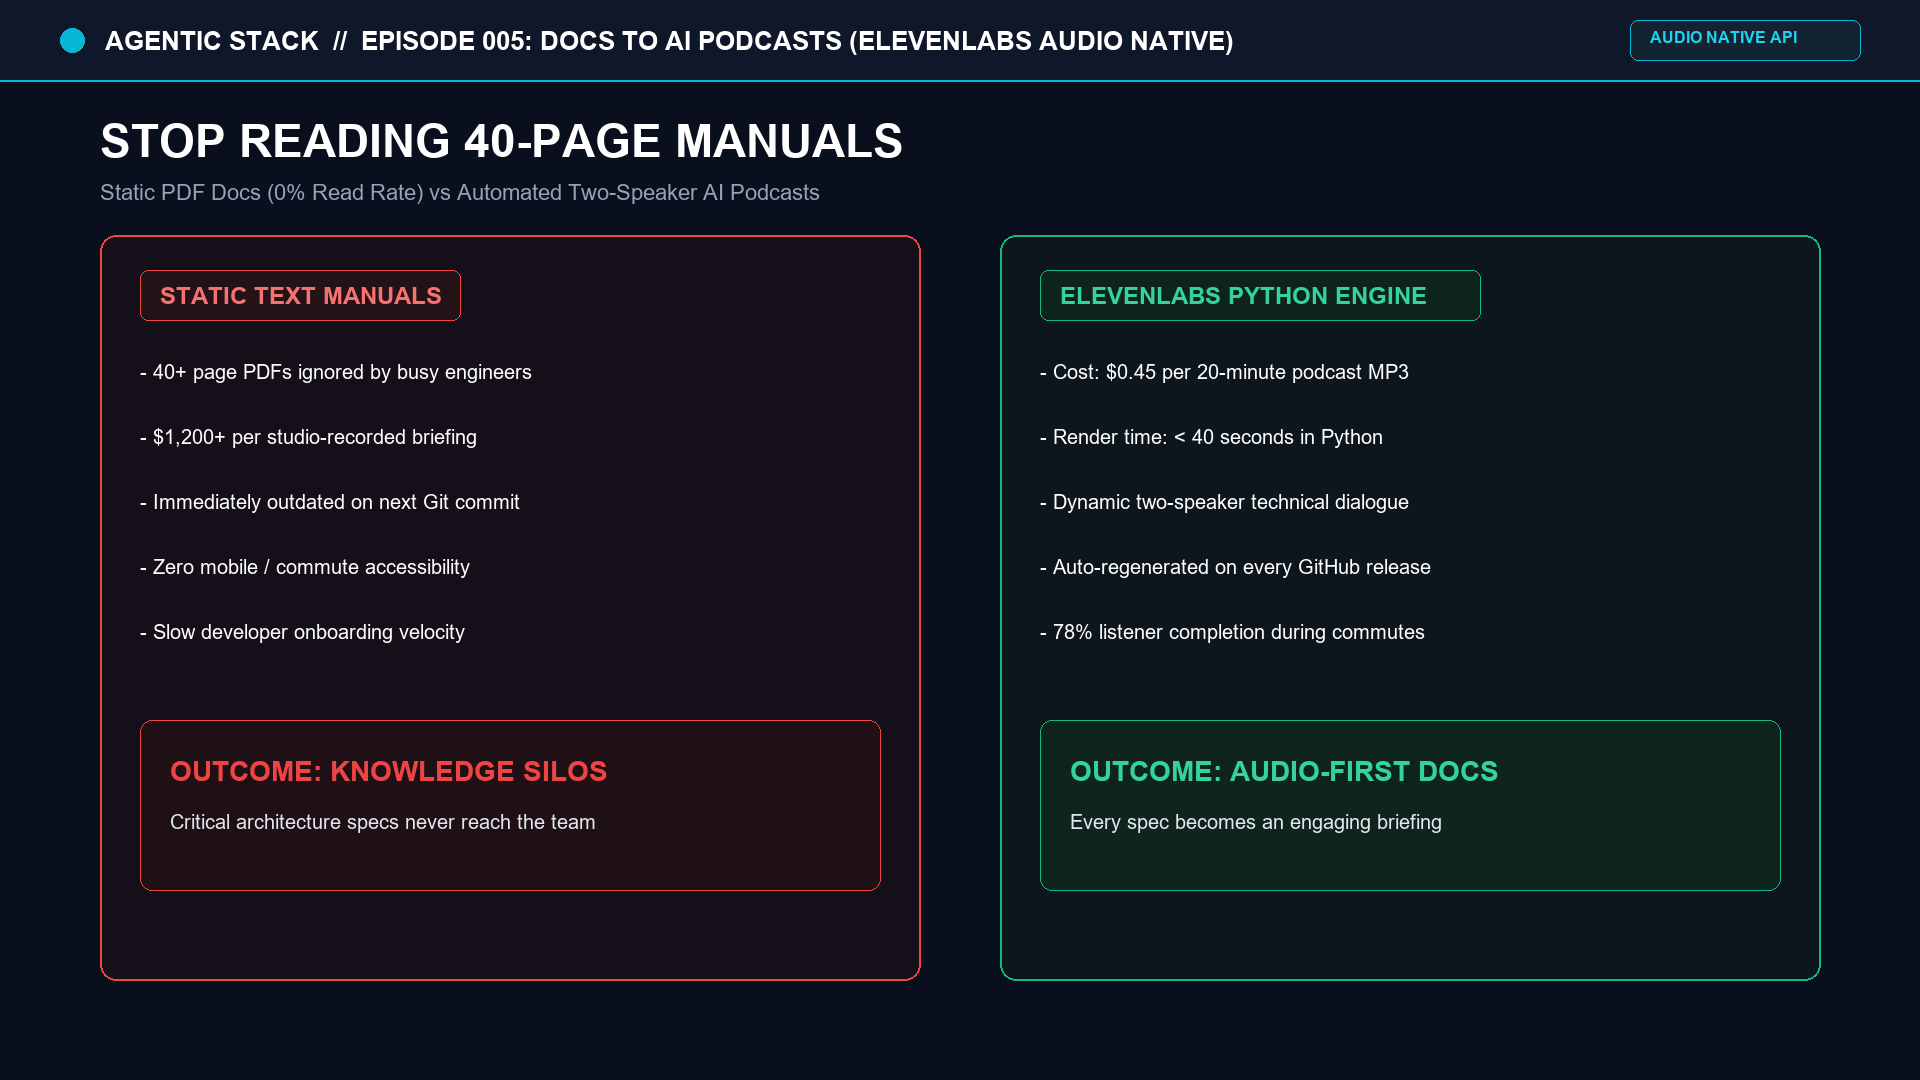 AGENTIC STACK // EPISODE 005: DOCS TO AI PODCASTS (ELEVENLABS AUDIO NATIVE)
AUDIO NATIVE API
STOP READING 40-PAGE MANUALS
Static PDF Docs (0% Read Rate) vs Automated Two-Speaker AI Podcasts
STATIC TEXT MANUALS
- 40+ page PDFs ignored by busy engineers
- $1,200+ per studio-recorded briefing
- Immediately outdated on next Git commit
- Zero mobile / commute accessibility
- Slow developer onboarding velocity
OUTCOME: KNOWLEDGE SILOS
Critical architecture specs never reach the team
ELEVENLABS PYTHON ENGINE
- Cost: $0.45 per 20-minute podcast MP3
- Render time: < 40 seconds in Python
- Dynamic two-speaker technical dialogue
- Auto-regenerated on every GitHub release
- 78% listener completion during commutes
OUTCOME: AUDIO-FIRST DOCS
Every spec becomes an engaging briefing